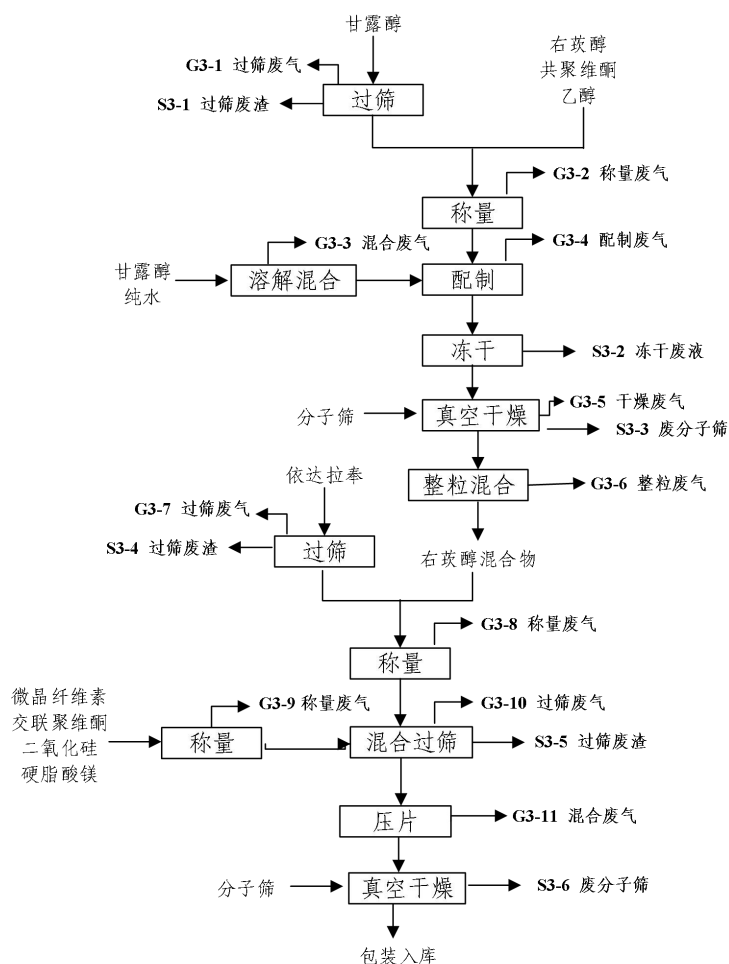 甘露醇
右莰醇
共聚维酮
乙醇
G3-1 过筛废气
过筛
S3-1 过筛废渣
G3-2 称量废气
称量
G3-3 混合废气
G3-4 配制废气
甘露醇
纯水
溶解混合
配制
冻干
S3-2 冻干废液
G3-5 干燥废气
分子筛
真空干燥
S3-3 废分子筛
依达拉奉
整粒混合
G3-6 整粒废气
G3-7 过筛废气
S3-4 过筛废渣
过筛
右莰醇混合物
G3-8 称量废气
称量
微晶纤维素
交联聚维酮
二氧化硅
硬脂酸镁
G3-9 称量废气
G3-10 过筛废气
称量
混合过筛
S3-5 过筛废渣
压片
G3-11 混合废气
分子筛
真空干燥
S3-6 废分子筛
包装入库